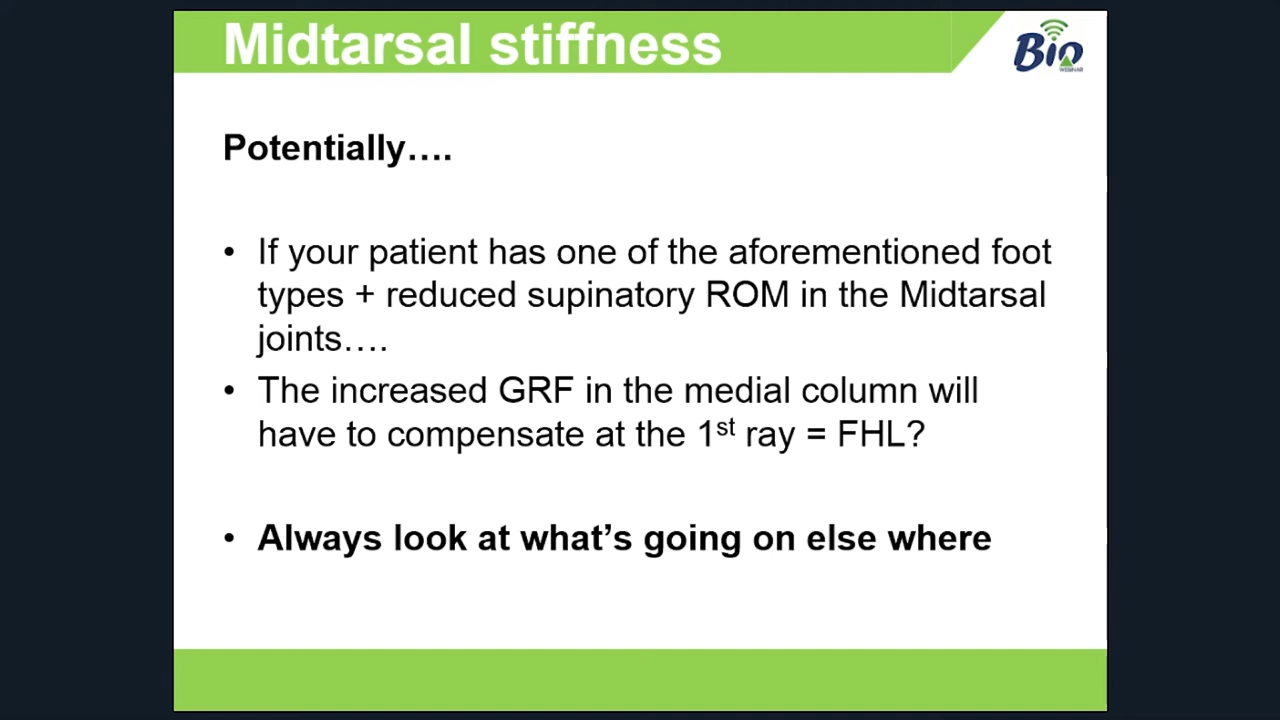 Midtarsal stiffness
Bio
WEBINAR
Potentially….
• If your patient has one of the aforementioned foot
types + reduced supinatory ROM in the Midtarsal
joints….
• The increased GRF in the medial column will
have to compensate at the 1st ray = FHL?
• Always look at what’s going on else where